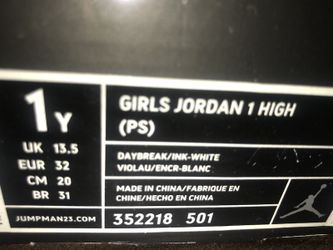 1Y
UK 13.5
EUR 32
CM 20
BR 31
JUMPMAN23.COM
GIRLS JORDAN 1 HIGH
(PS)
DAYBREAK/INK-WHITE
VIOLAU/ENCR-BLANC
MADE IN CHINA/FABRIQUE EN
CHINE/HECHO EN CHINA
352218 501